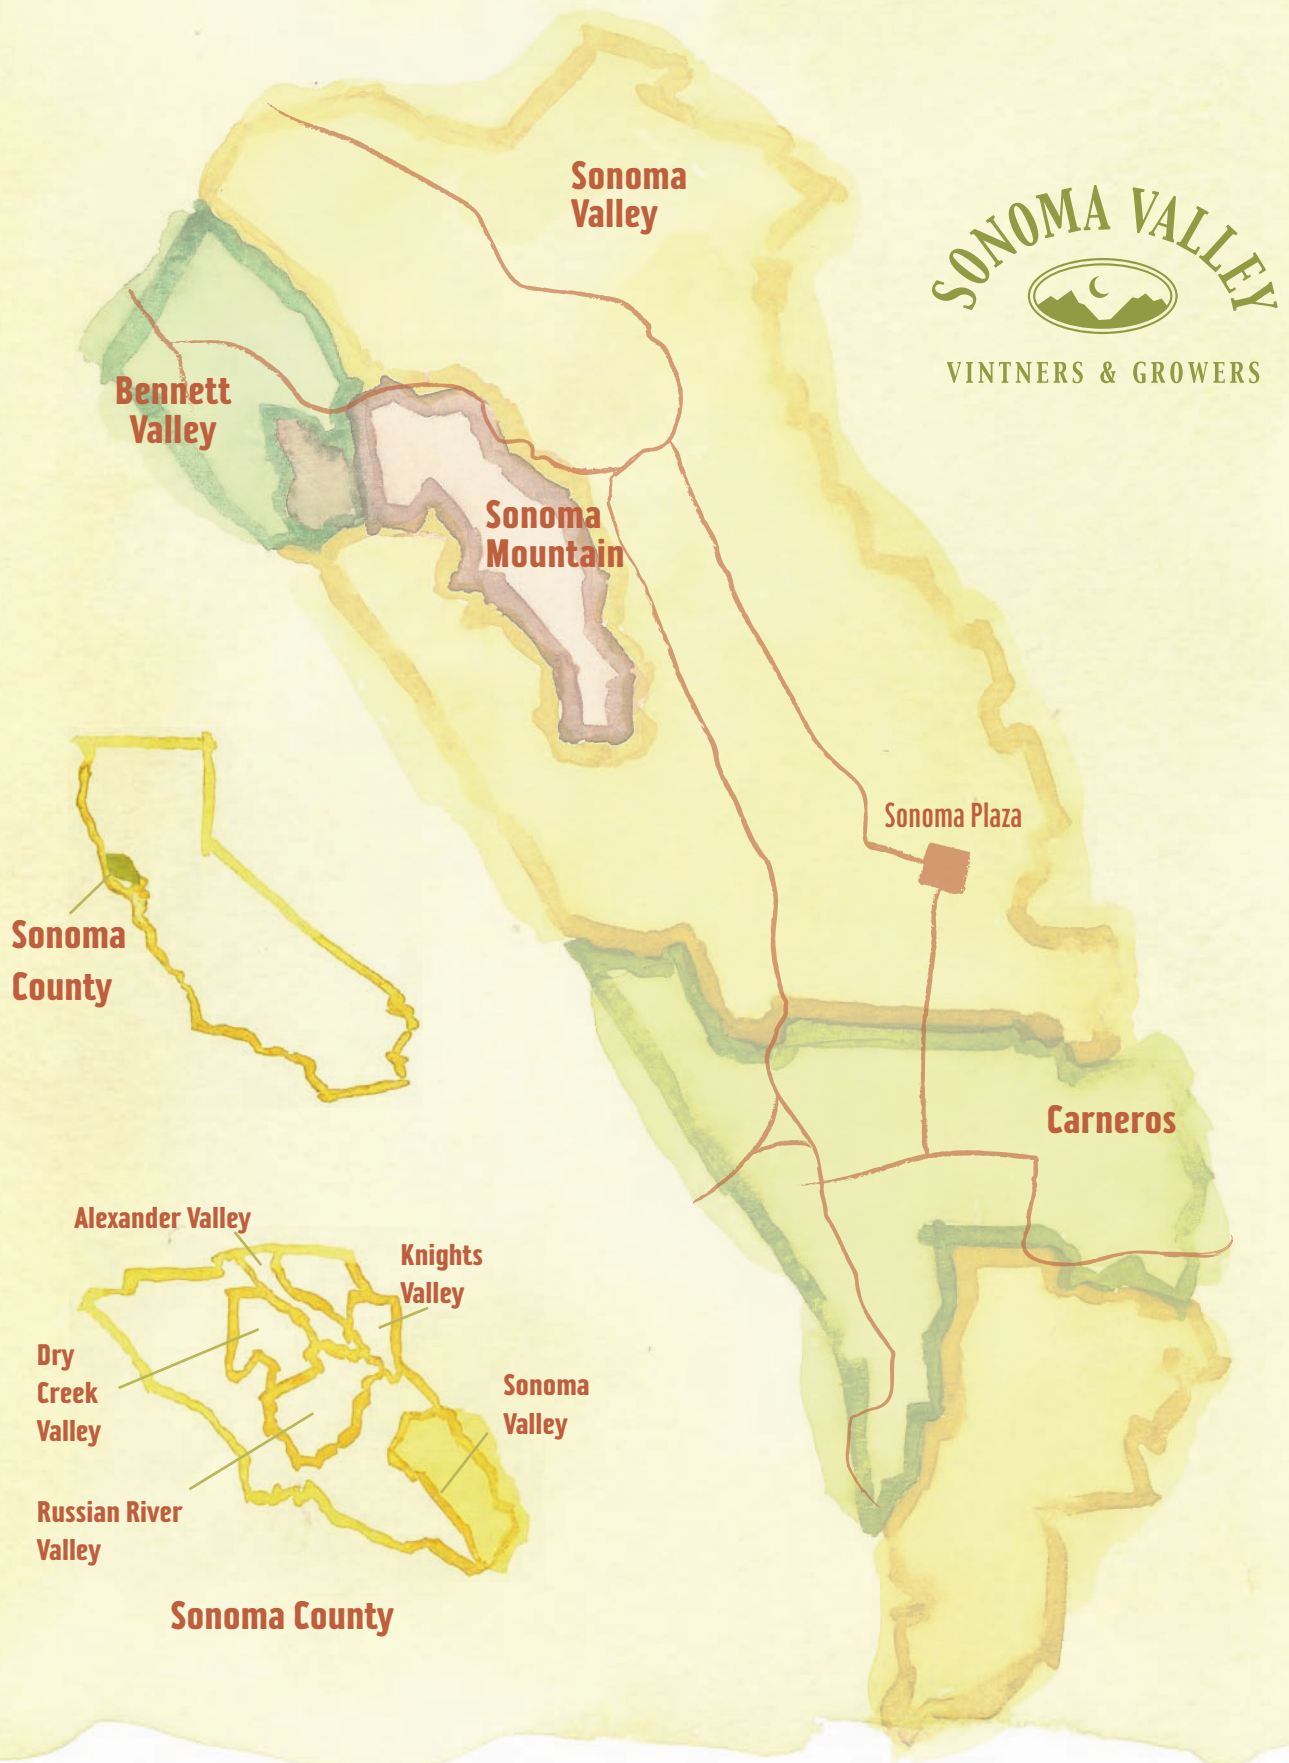 Sonoma
Valley
SONOMA VALLEY
VINTNERS & GROWERS
Bennett
Valley
Sonoma
Mountain
Sonoma Plaza
Sonoma
County
Carneros
Alexander Valley
Knights
Valley
Dry
Creek
Valley
Sonoma
Valley
Russian River
Valley
Sonoma County